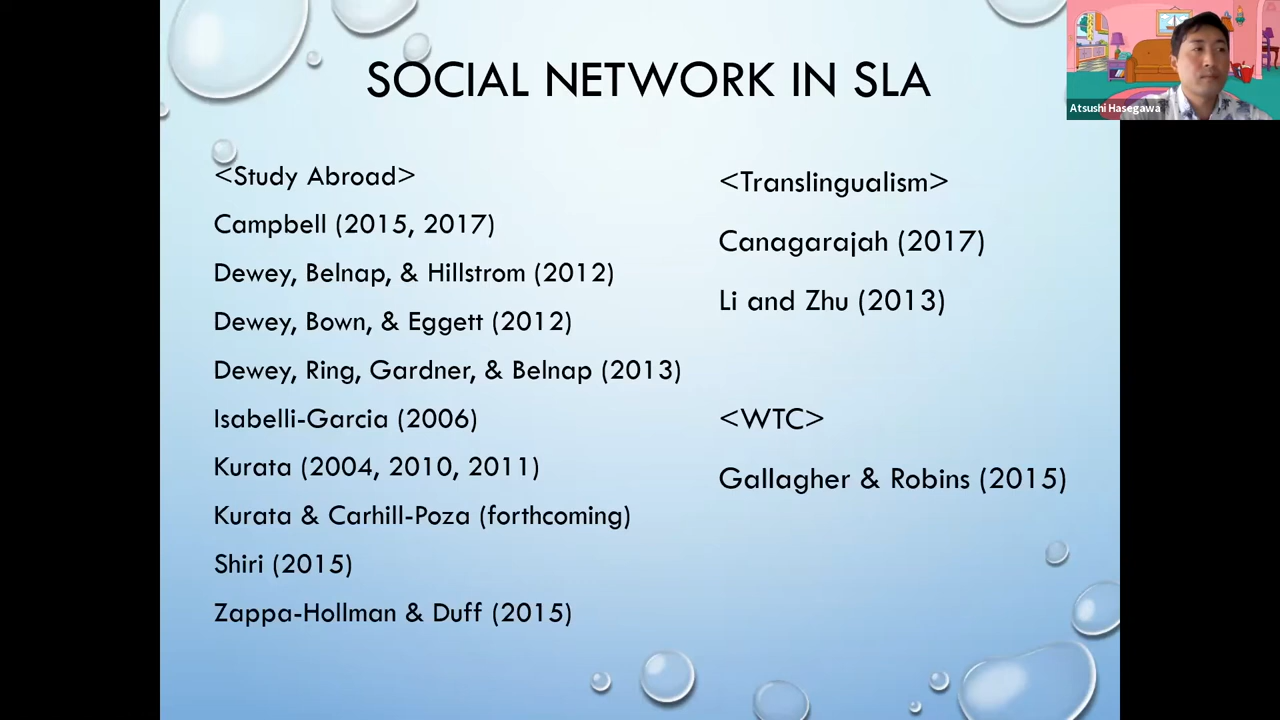 SOCIAL NETWORK IN SLA
<Study Abroad>
Campbell (2015, 2017)
Dewey, Belnap, & Hillstrom (2012)
Dewey, Bown, & Eggett (2012)
Dewey, Ring, Gardner, & Belnap (2013)
Isabelli-Garcia (2006)
Kurata (2004, 2010, 2011)
Kurata & Carhill-Poza (forthcoming)
Shiri (2015)
Zappa-Hollman & Duff (2015)
<Translingualism>
Canagarajah (2017)
Li and Zhu (2013)
<WTC>
Gallagher & Robins (2015)
Atsushi Hasegawa